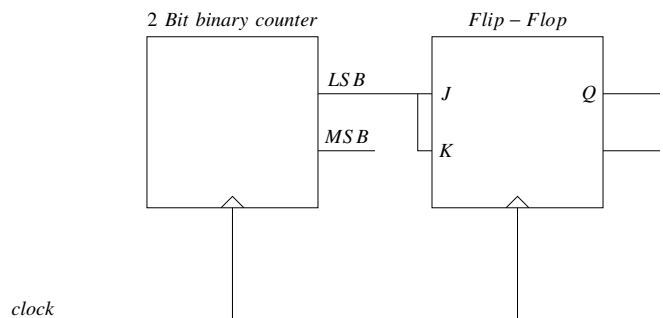 2 Bit binary counter
Flip – Flop
LSB
J
Q
MSB
K
clock